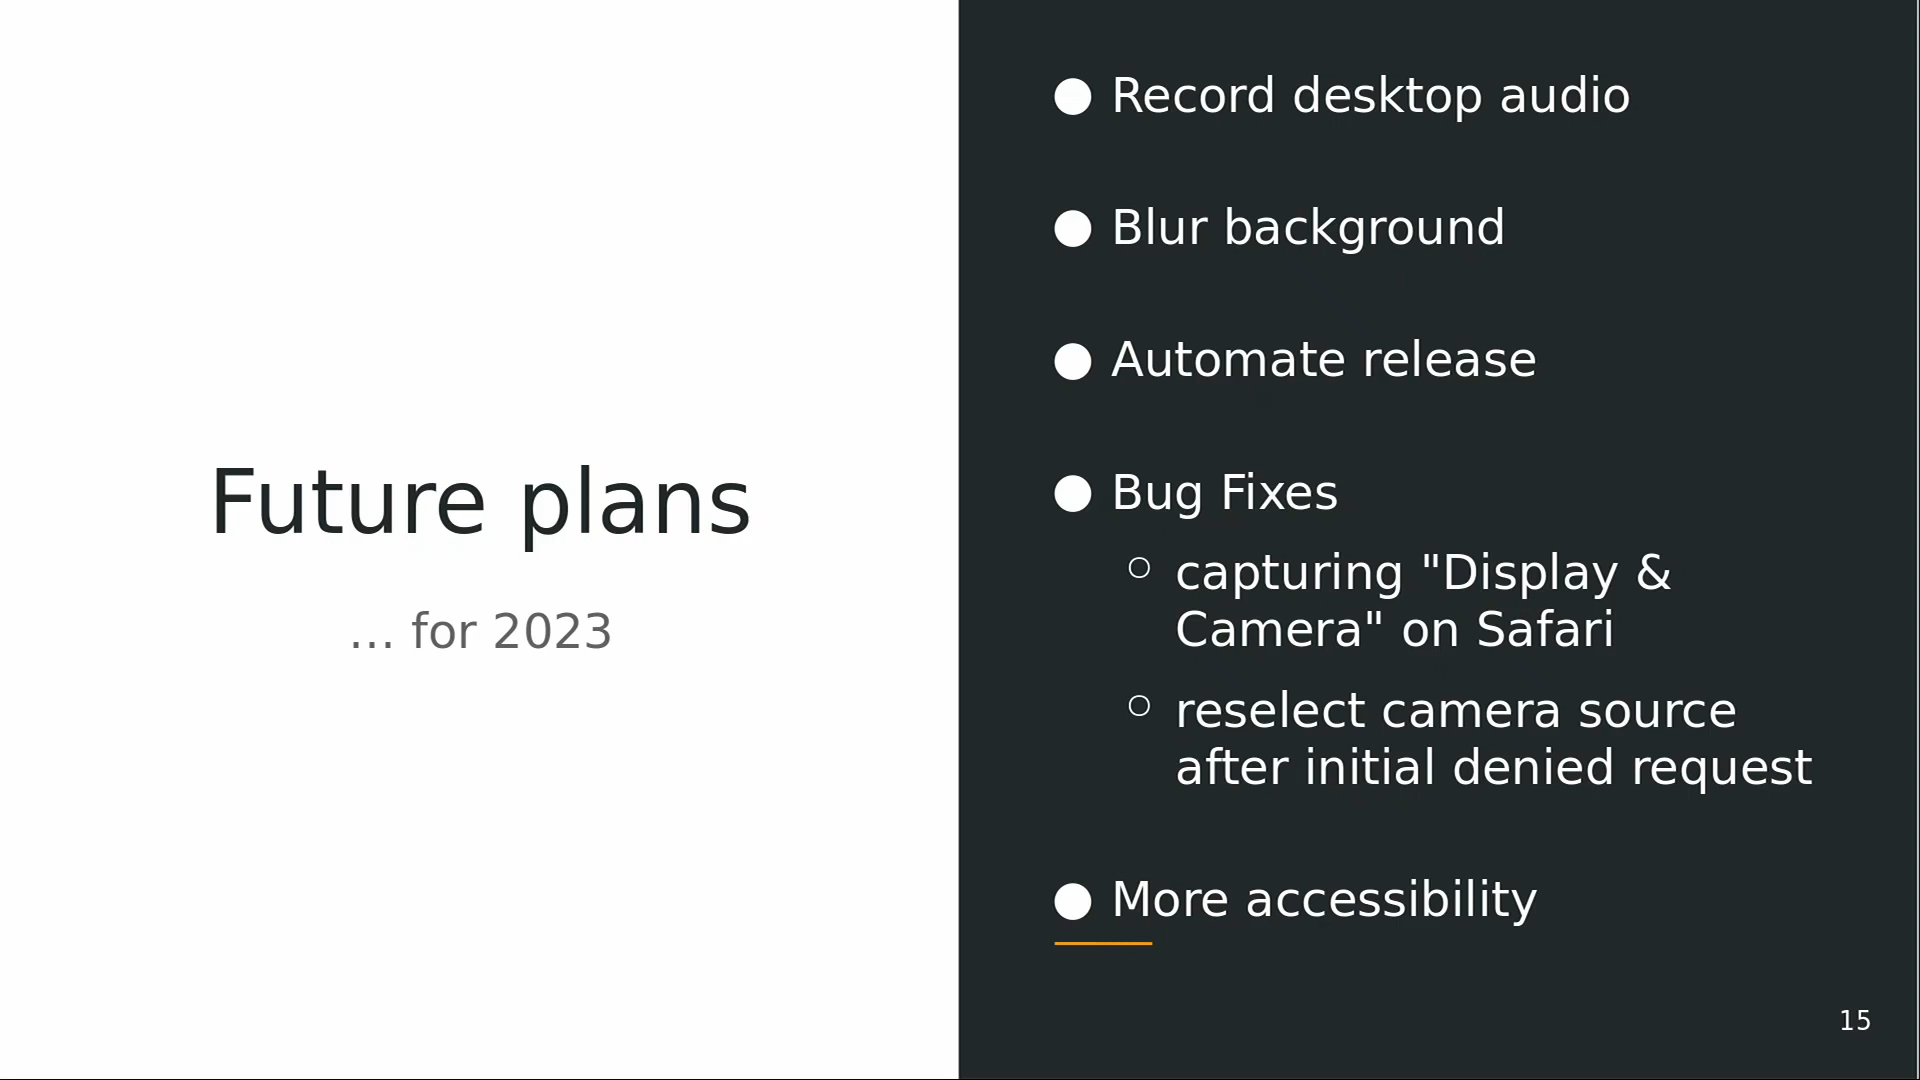 Future plans
... for 2023
● Record desktop audio
● Blur background
● Automate release
● Bug Fixes
○ capturing "Display &
Camera" on Safari
○ reselect camera source
after initial denied request
● More accessibility
15